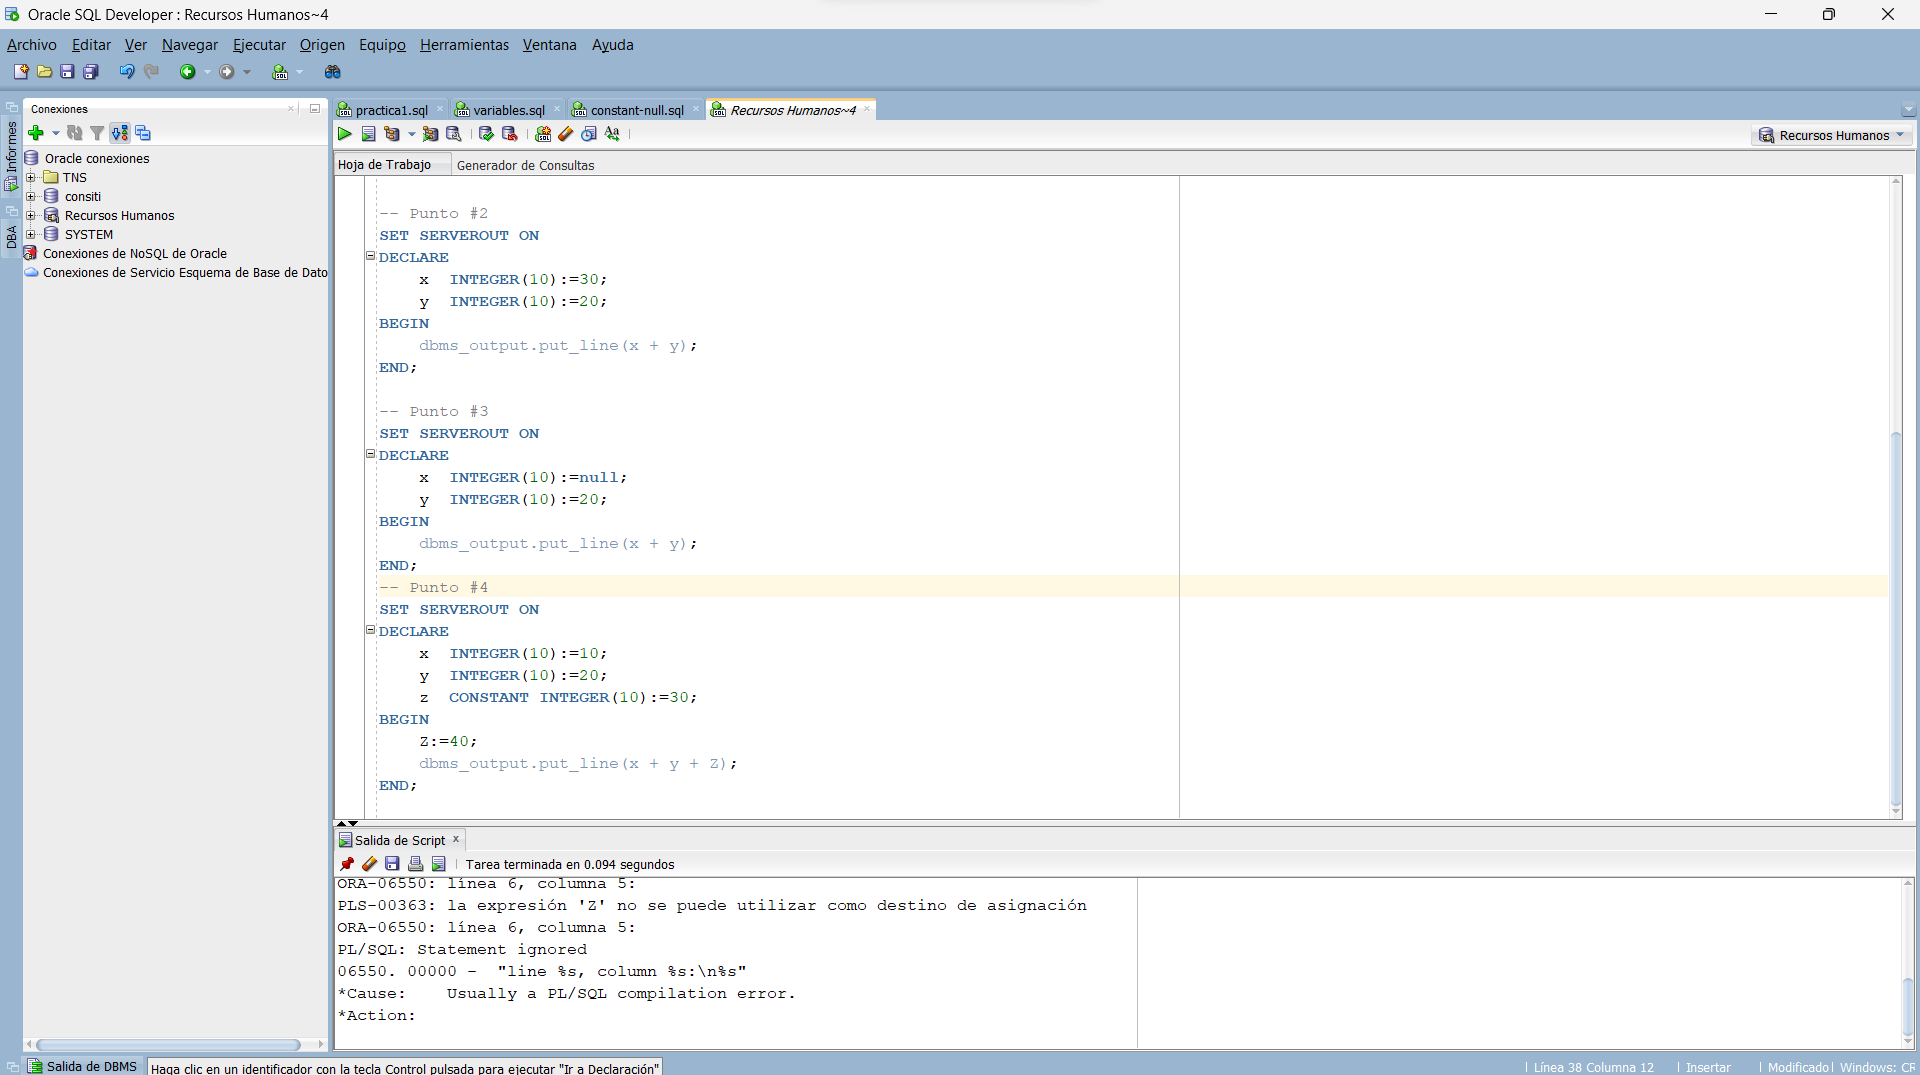 Oracle SQL Developer : Recursos Humanos~4
Archivo Editar Ver Navegar Ejecutar Origen Equipo Herramientas Ventana Ayuda
Informes
DBA
Conexiones
Oracle conexiones
TNS
consiti
Recursos Humanos
SYSTEM
Conexiones de NoSQL de Oracle
Conexiones de Servicio Esquema de Base de Dato
practica1.sql variables.sql constant-null.sql Recursos Humanos~4
Recursos Humanos
Hoja de Trabajo Generador de Consultas
-- Punto #2
SET SERVEROUT ON
DECLARE
x INTEGER(10):=30;
y INTEGER(10):=20;
BEGIN
dbms_output.put_line(x + y);
END;
-- Punto #3
SET SERVEROUT ON
DECLARE
x INTEGER(10):=null;
y INTEGER(10):=20;
BEGIN
dbms_output.put_line(x + y);
END;
-- Punto #4
SET SERVEROUT ON
DECLARE
x INTEGER(10):=10;
y INTEGER(10):=20;
z CONSTANT INTEGER(10):=30;
BEGIN
Z:=40;
dbms_output.put_line(x + y + Z);
END;
Salida de Script
Tarea terminada en 0.094 segundos
ORA-06550: línea 6, columna 5:
PLS-00363: la expresión 'Z' no se puede utilizar como destino de asignación
ORA-06550: línea 6, columna 5:
PL/SQL: Statement ignored
06550. 00000 - "line %s, column %s:\n%s"
*Cause: Usually a PL/SQL compilation error.
*Action:
Salida de DBMS
Haga clic en un identificador con la tecla Control pulsada para ejecutar "Ir a Declaración"
Línea 38 Columna 12 Insertar Modificado Windows: CR